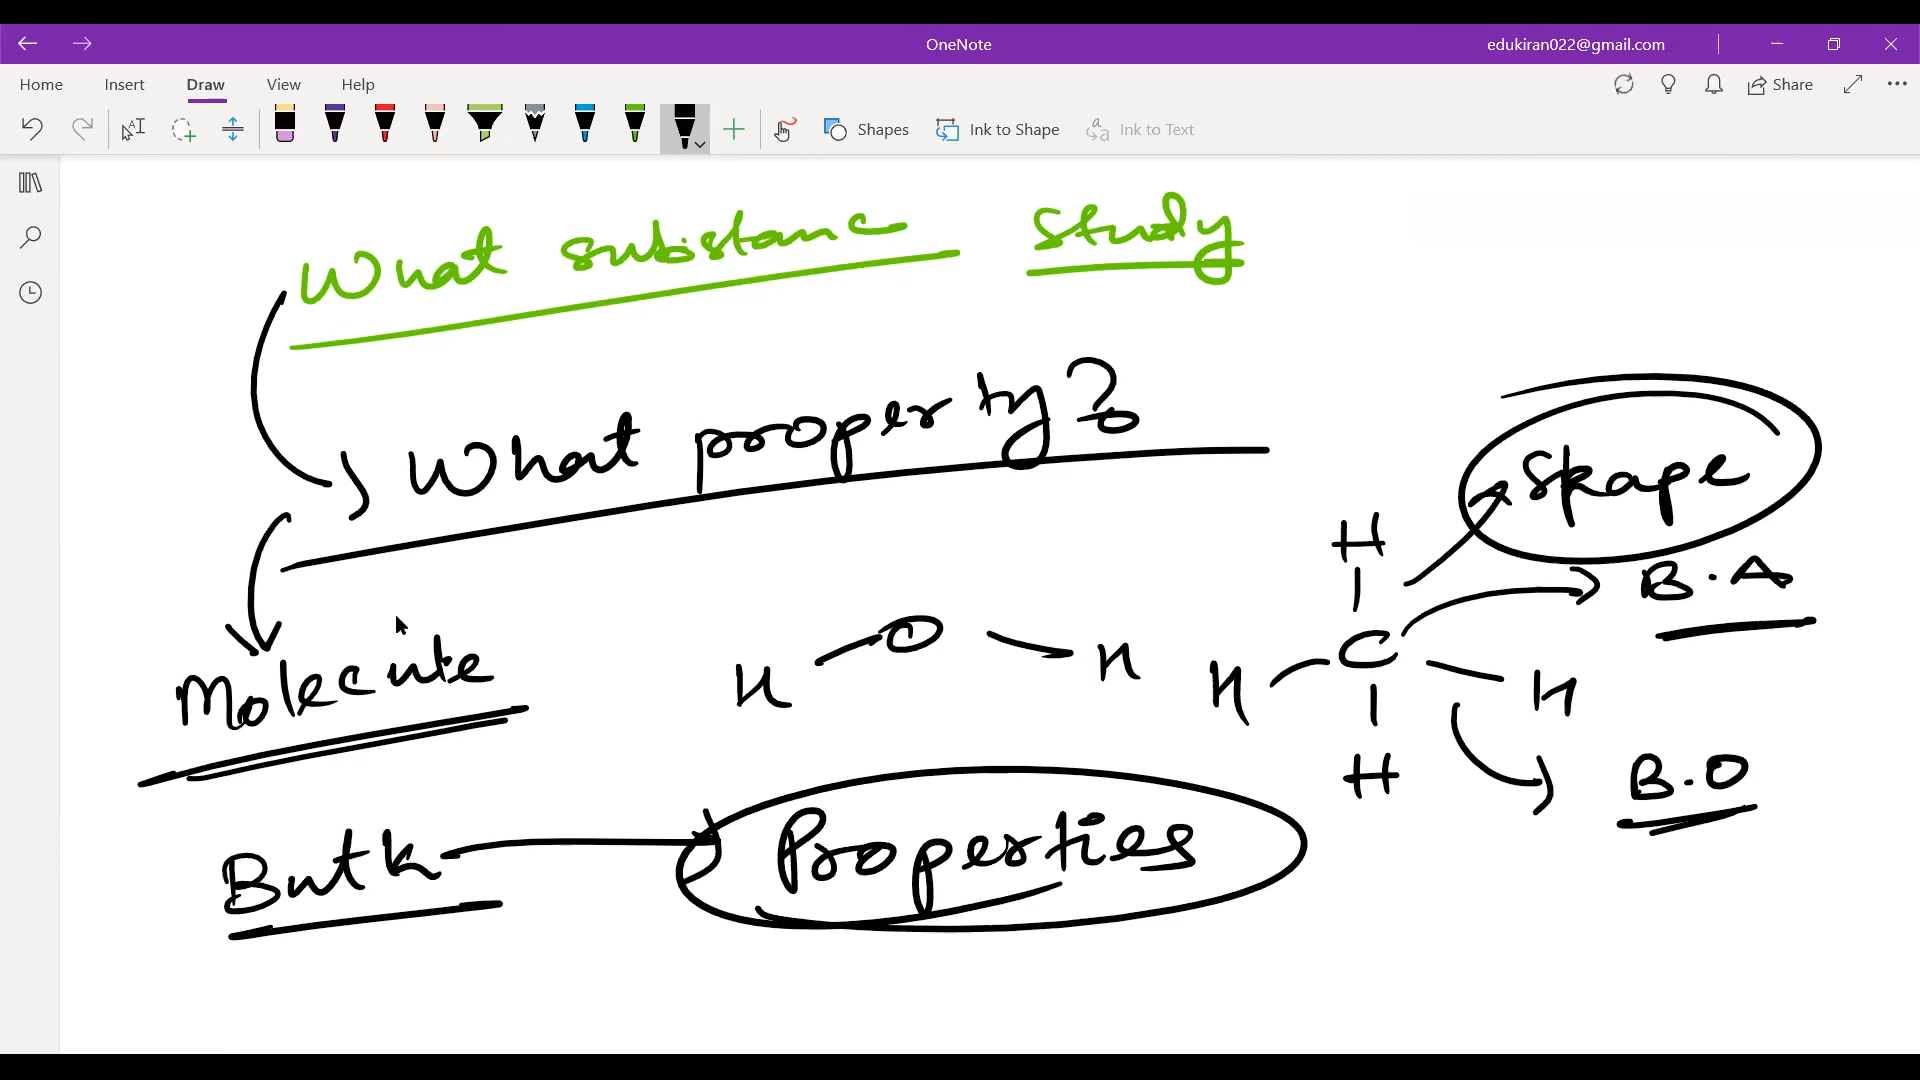 OneNote
edukiran022@gmail.com
Home Insert Draw View Help
Share
Shapes Ink to Shape Ink to Text
What substance study
What property?
Shape
H
B.A
H O H
H C H
Molecule
H
B.O
Bulk Properties